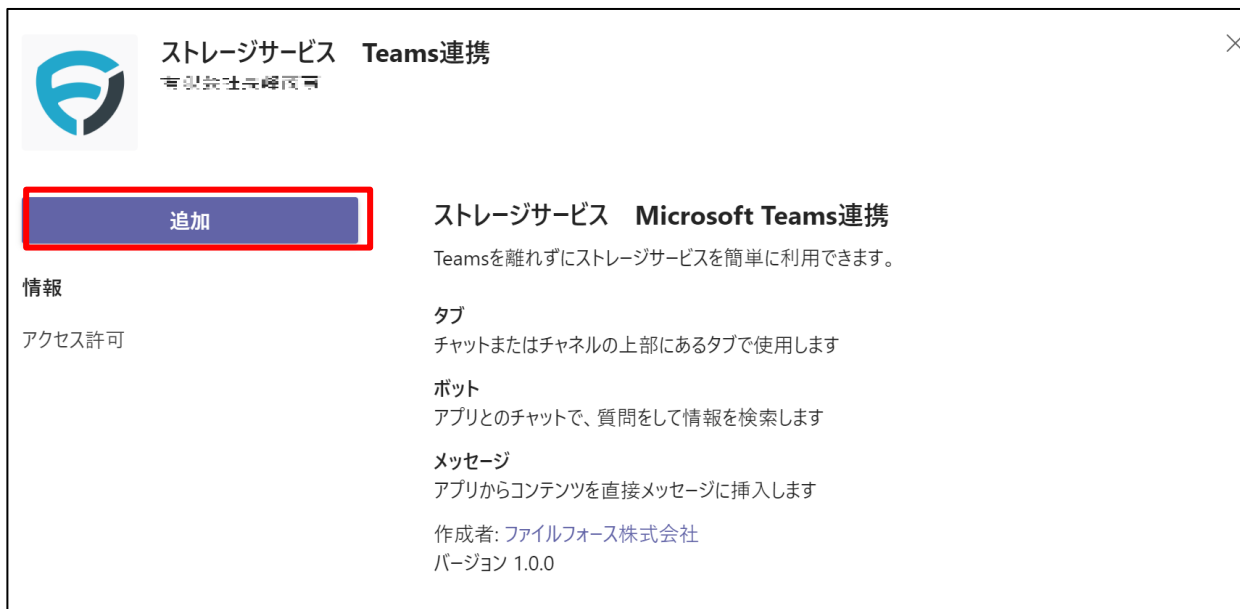 ストレージサービス　Teams連携
追加
情報
アクセス許可
ストレージサービス　Microsoft Teams連携
Teamsを離れずにストレージサービスを簡単に利用できます。
タブ
チャットまたはチャネルの上部にあるタブで使用します
ボット
アプリとのチャットで、質問をして情報を検索します
メッセージ
アプリからコンテンツを直接メッセージに挿入します
作成者: ファイルフォース株式会社
バージョン 1.0.0